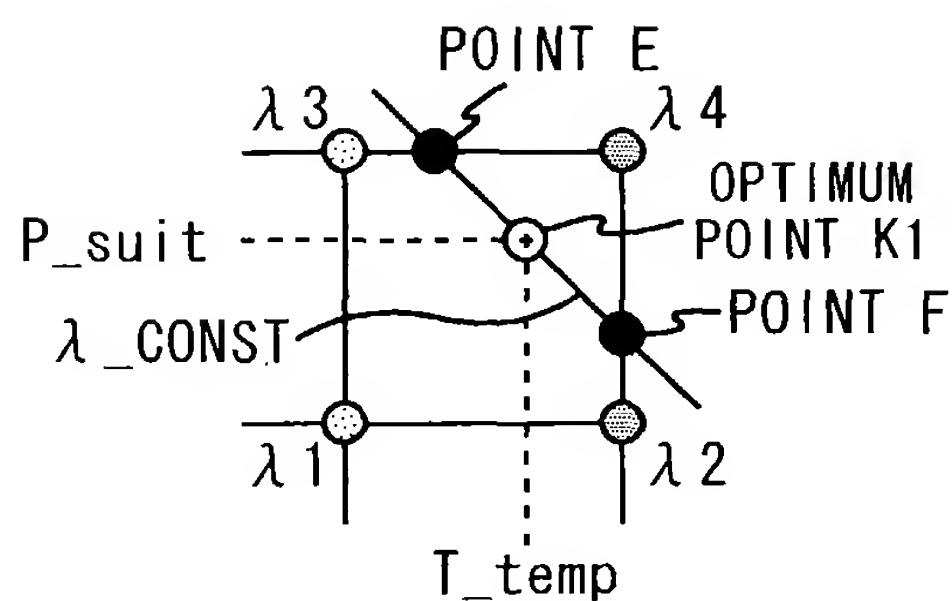 POINT E
λ3
λ4
OPTIMUM
POINT K1
P_suit
POINT F
λ_CONST
λ1
λ2
T_temp